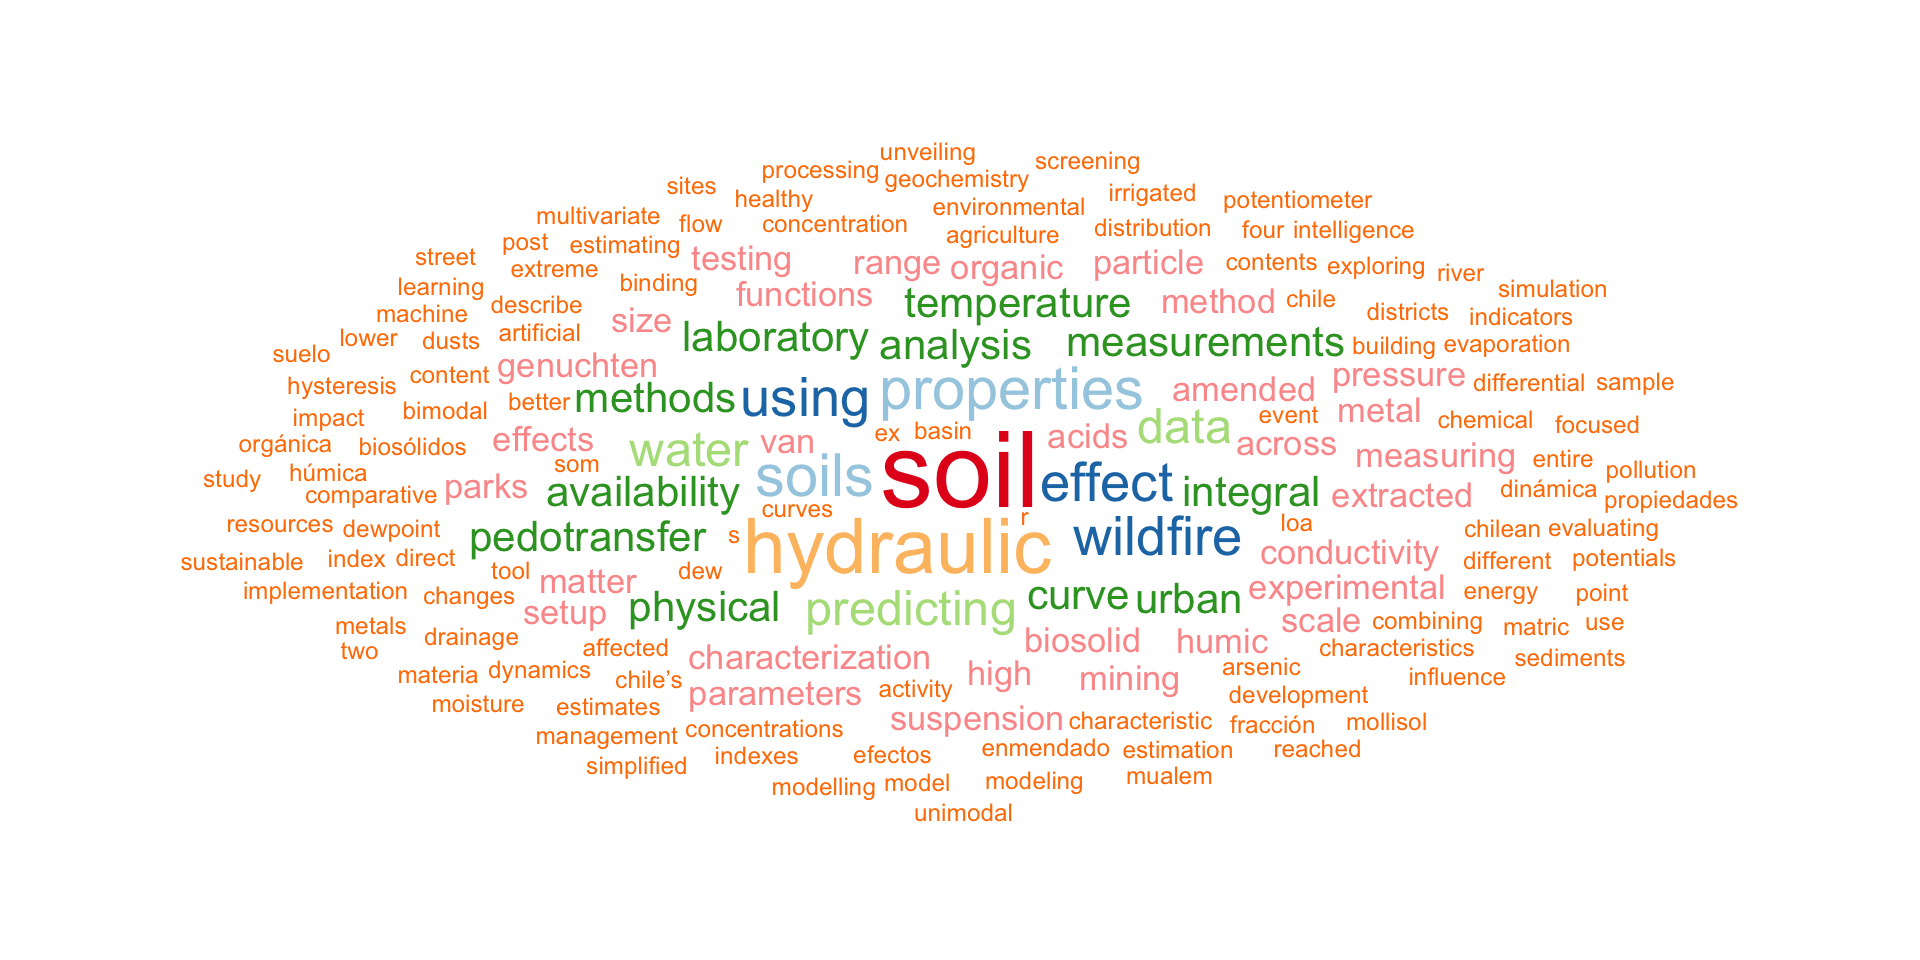 unveiling
processing
screening
geochemistry
sites
healthy
irrigated
potentiometer
multivariate
flow
concentration
environmental
agriculture
distribution
four
intelligence
street
post
estimating
testing
range
organic
particle
contents
exploring
river
learning
extreme
binding
functions
temperature
method
chile
simulation
machine
describe
size
districts
indicators
lower
dusts
artificial
laboratory
analysis
measurements
building
evaporation
suelo
genuchten
hysteresis
content
methods
using
properties
amended
pressure
differential
sample
impact
bimodal
better
data
event
metal
chemical
focused
orgánica
biosólidos
effects
water
van
ex
basin
acids
across
measuring
entire
pollution
study
húmica
som
soils
soil
effect
integral
extracted
dinámica
propiedades
comparative
parks
availability
curves
r
resources
dewpoint
pedotransfer
s
hydraulic
wildfire
loa
chilean
evaluating
sustainable
index
direct
conductivity
different
potentials
tool
matter
dew
implementation
changes
setup
physical
predicting
curve
urban
experimental
energy
point
metals
two
drainage
affected
biosolid
humic
scale
combining
matric
use
materia
dynamics
chile’s
characterization
high
mining
arsenic
characteristics
sediments
moisture
estimates
parameters
activity
development
influence
management
concentrations
suspension
characteristic
fracción
mollisol
simplified
indexes
efectos
enmendado
estimation
reached
modelling
model
modeling
mualem
unimodal